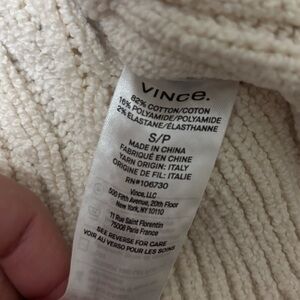 VINCE.
82% COTTON/COTON
16% POLYAMIDE/POLYAMIDE
2% ELASTANE/ÉLASTHANNE
S/P
MADE IN CHINA
FABRIQUÉ EN CHINE
YARN ORIGIN: ITALY
ORIGINE DE FIL: ITALIE
RN#106730
Vince, LLC
500 Fifth Avenue, 20th Floor
New York, NY 10110
11 Rue Saint Florentin
75008 Paris France
SEE REVERSE FOR CARE
VOIR AU VERSO POUR LES SOINS